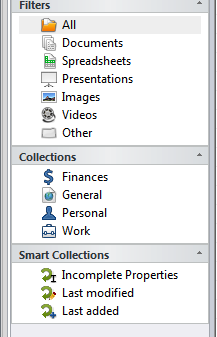 Filters
All
Documents
Spreadsheets
Presentations
Images
Videos
Other
Collections
Finances
General
Personal
Work
Smart Collections
Incomplete Properties
Last modified
Last added